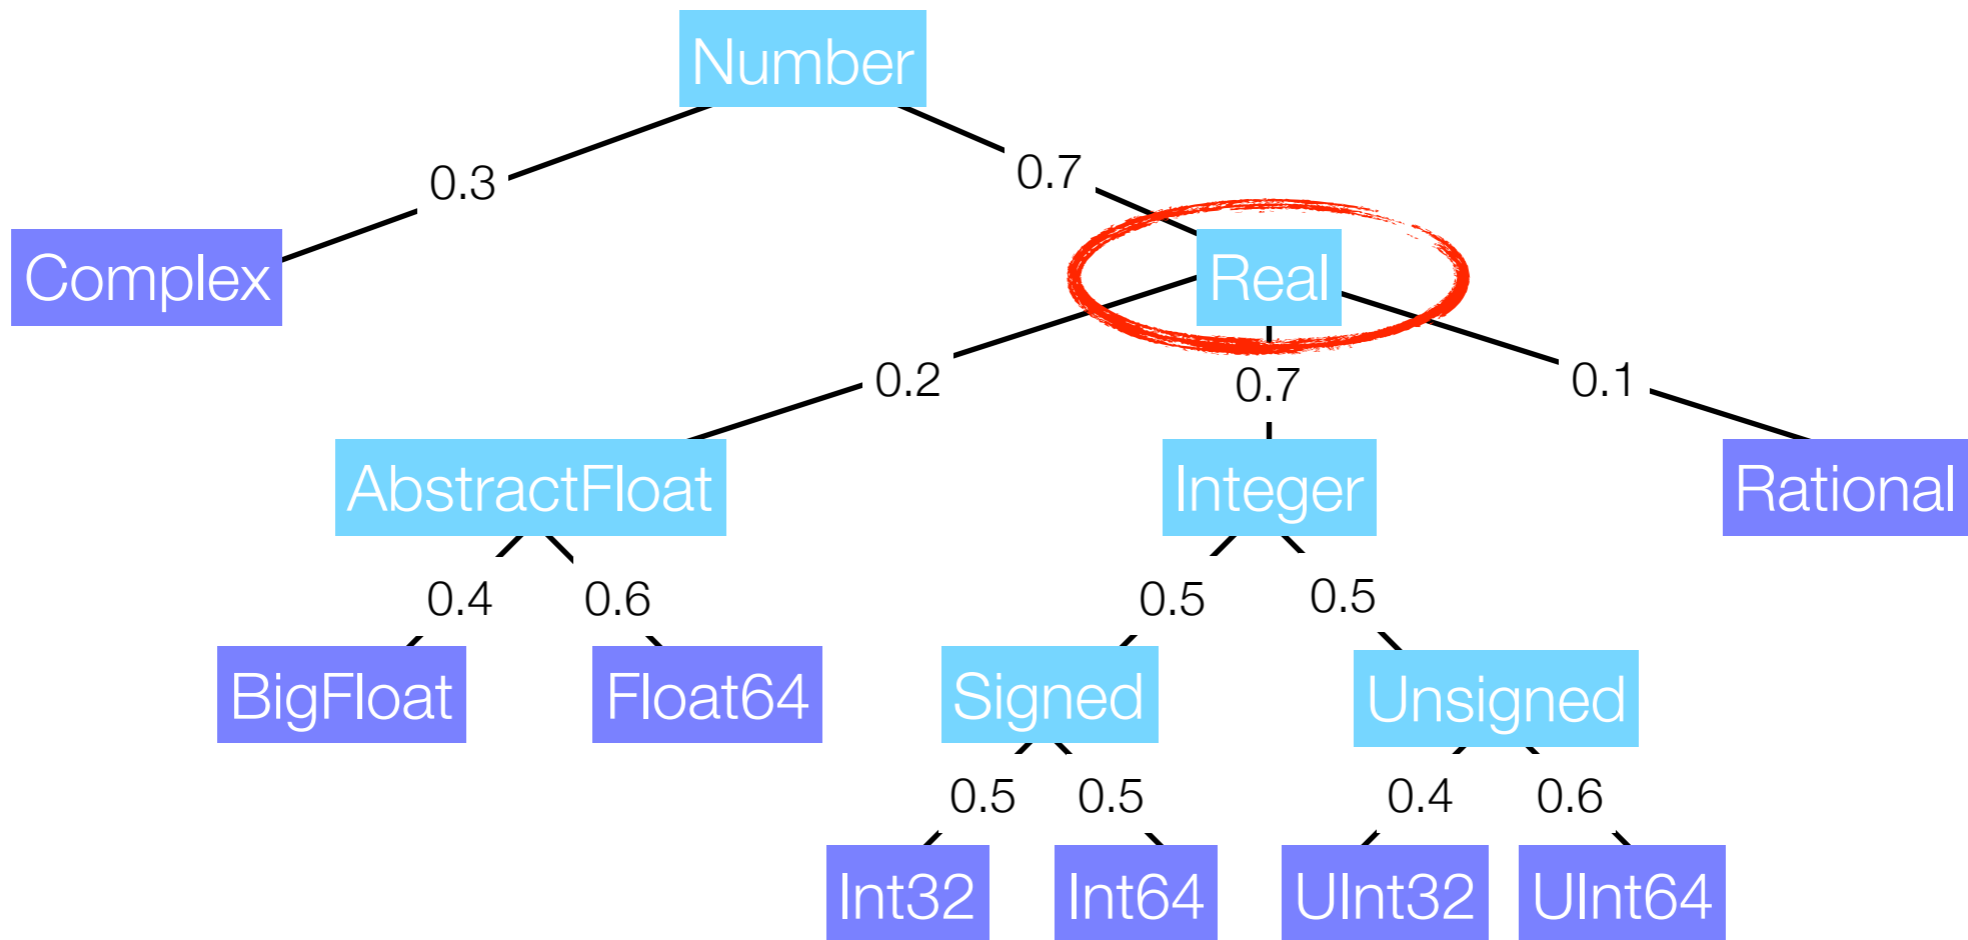 Number
0.3
0.7
Complex
Real
0.2
0.7
0.1
AbstractFloat
Integer
Rational
0.4
0.6
0.5
0.5
BigFloat
Float64
Signed
Unsigned
0.5
0.5
0.4
0.6
Int32
Int64
UInt32
UInt64